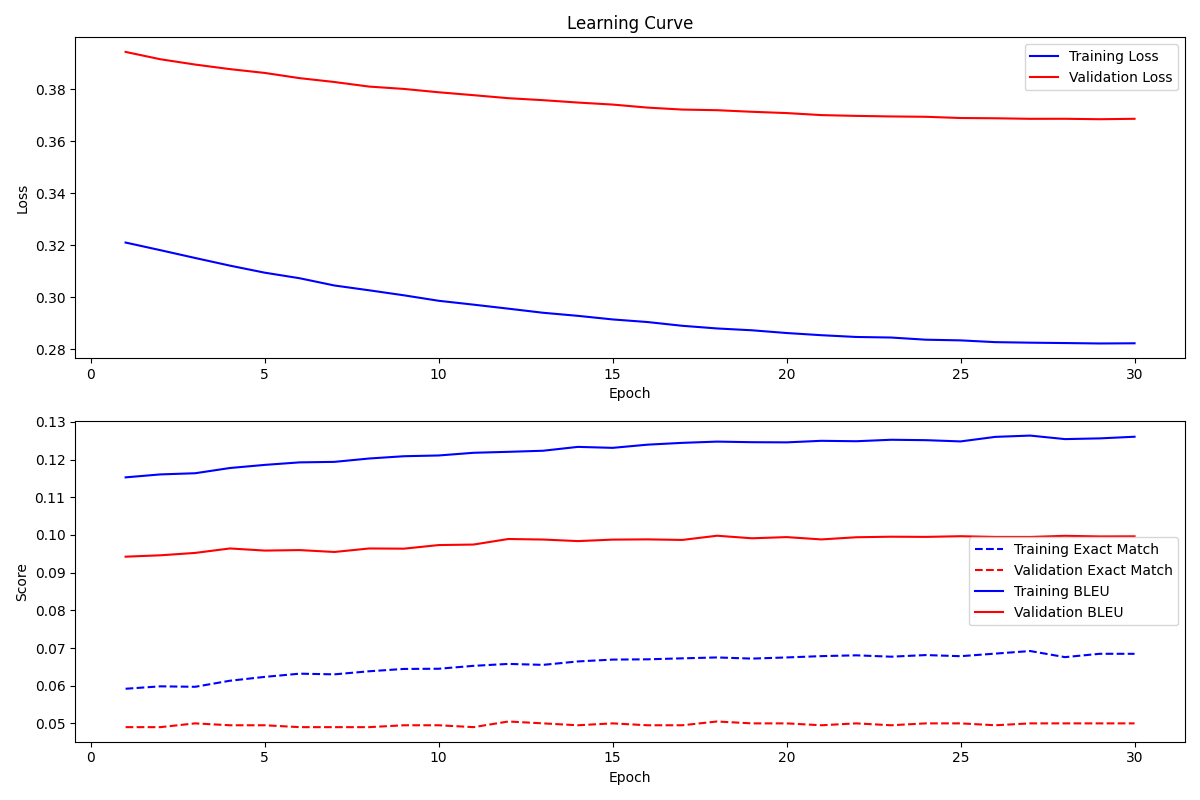 Learning Curve
Training Loss
Validation Loss
Loss
0.38
0.36
0.34
0.32
0.30
0.28
0 5 10 15 20 25 30
Epoch
Score
0.13
0.12
0.11
0.10
0.09
0.08
0.07
0.06
0.05
Training Exact Match
Validation Exact Match
Training BLEU
Validation BLEU
0 5 10 15 20 25 30
Epoch